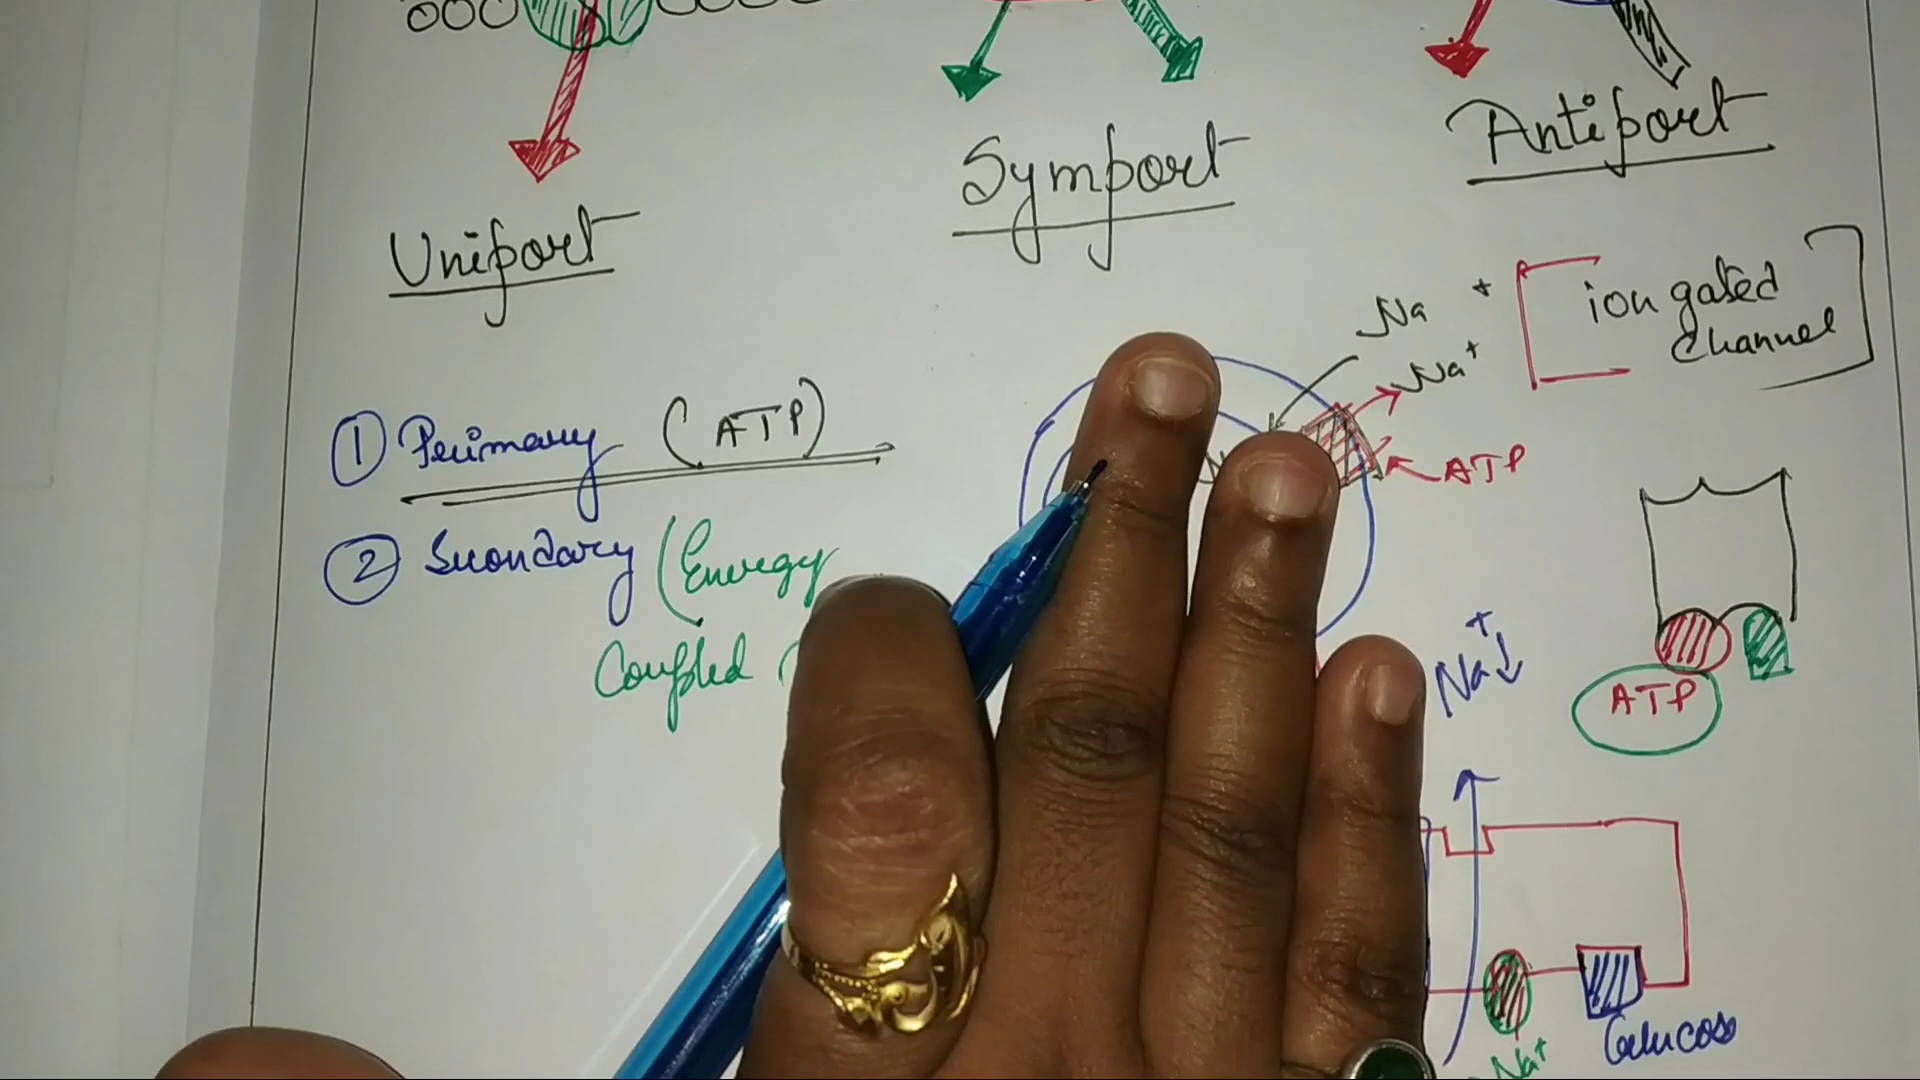 Antiport
Symport
Uniport
Na +
ion gated
channel
Na+
① Primary (ATP)
ATP
② Secondary (Energy
Coupled
Na+↓
ATP
Glucose
Na+